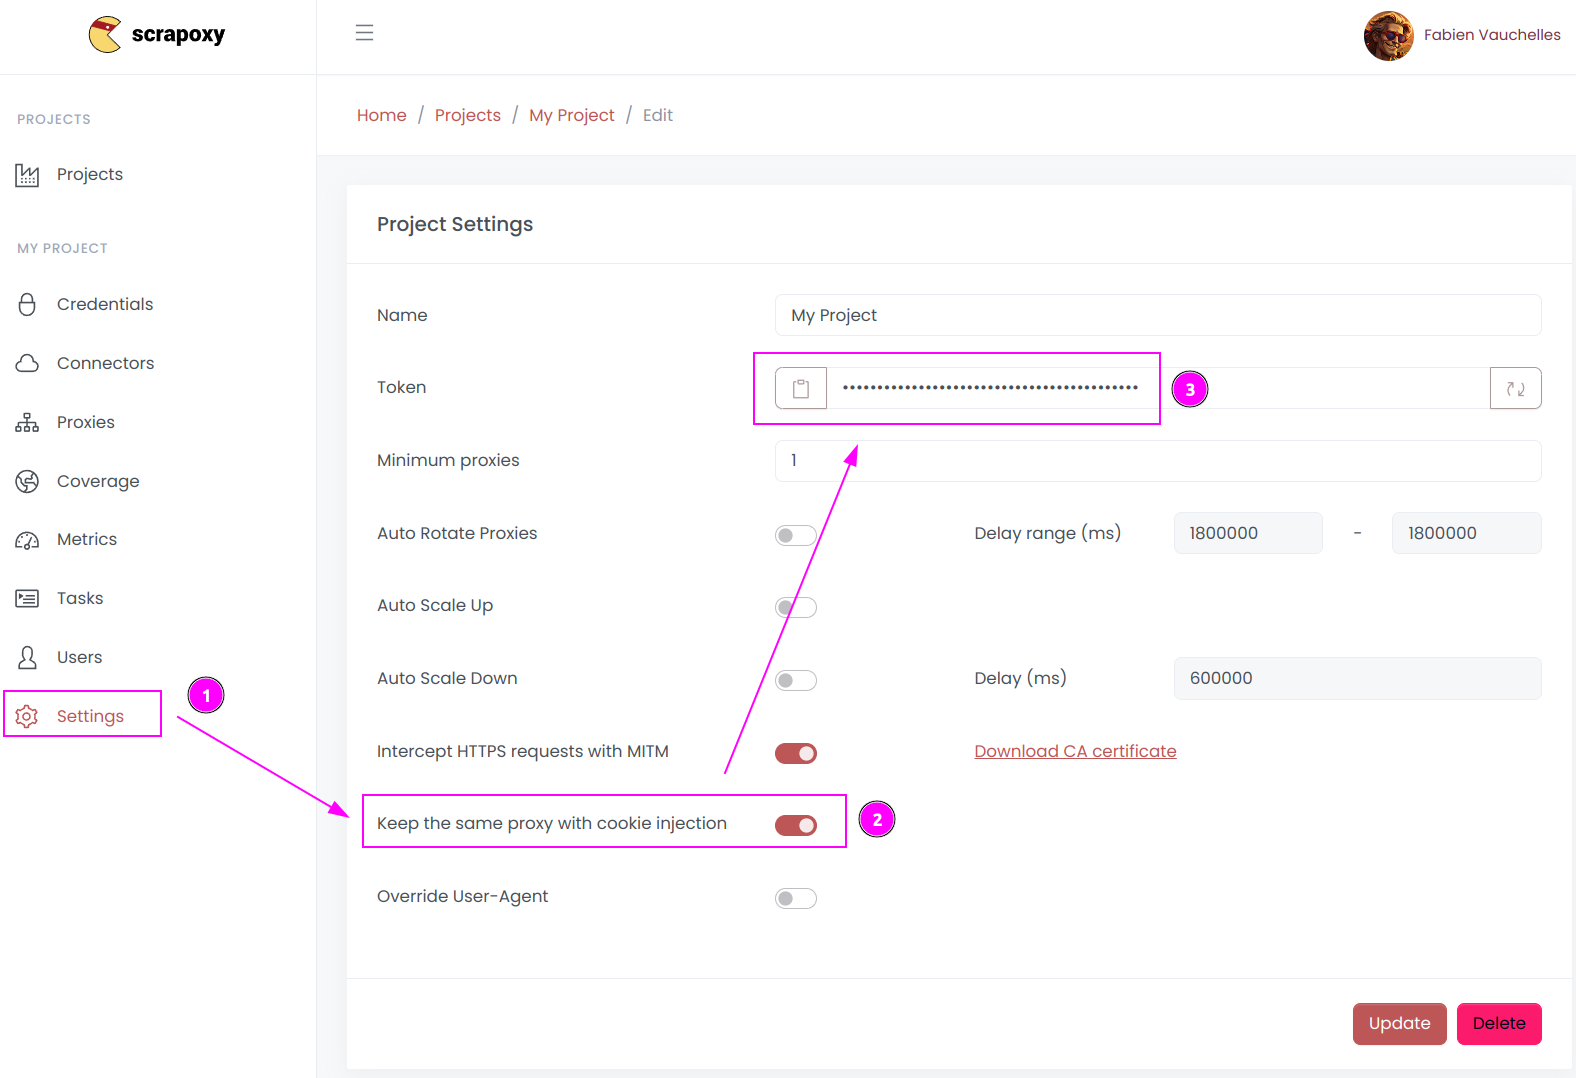 scrapoxy
Fabien Vauchelles
PROJECTS
Projects
MY PROJECT
Credentials
Connectors
Proxies
Coverage
Metrics
Tasks
Users
Settings
1
Home / Projects / My Project / Edit
Project Settings
Name My Project
Token •••••••••••••••••••••••••••••••••••••••••••• 3
Minimum proxies 1
Auto Rotate Proxies Delay range (ms) 1800000 - 1800000
Auto Scale Up
Auto Scale Down Delay (ms) 600000
Intercept HTTPS requests with MITM Download CA certificate
Keep the same proxy with cookie injection 2
Override User-Agent
Update Delete